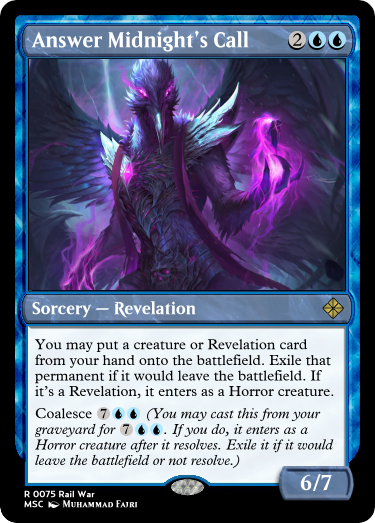 Answer Midnight's Call 2
Sorcery — Revelation
You may put a creature or Revelation card
from your hand onto the battlefield. Exile that
permanent if it would leave the battlefield. If
it's a Revelation, it enters as a Horror creature.
Coalesce 7 (You may cast this from your
graveyard for 7. If you do, it enters as a
Horror creature after it resolves. Exile it if it would
leave the battlefield or not resolve.)
6/7
R 0075 Rail War
MSC Muhammad Fajri